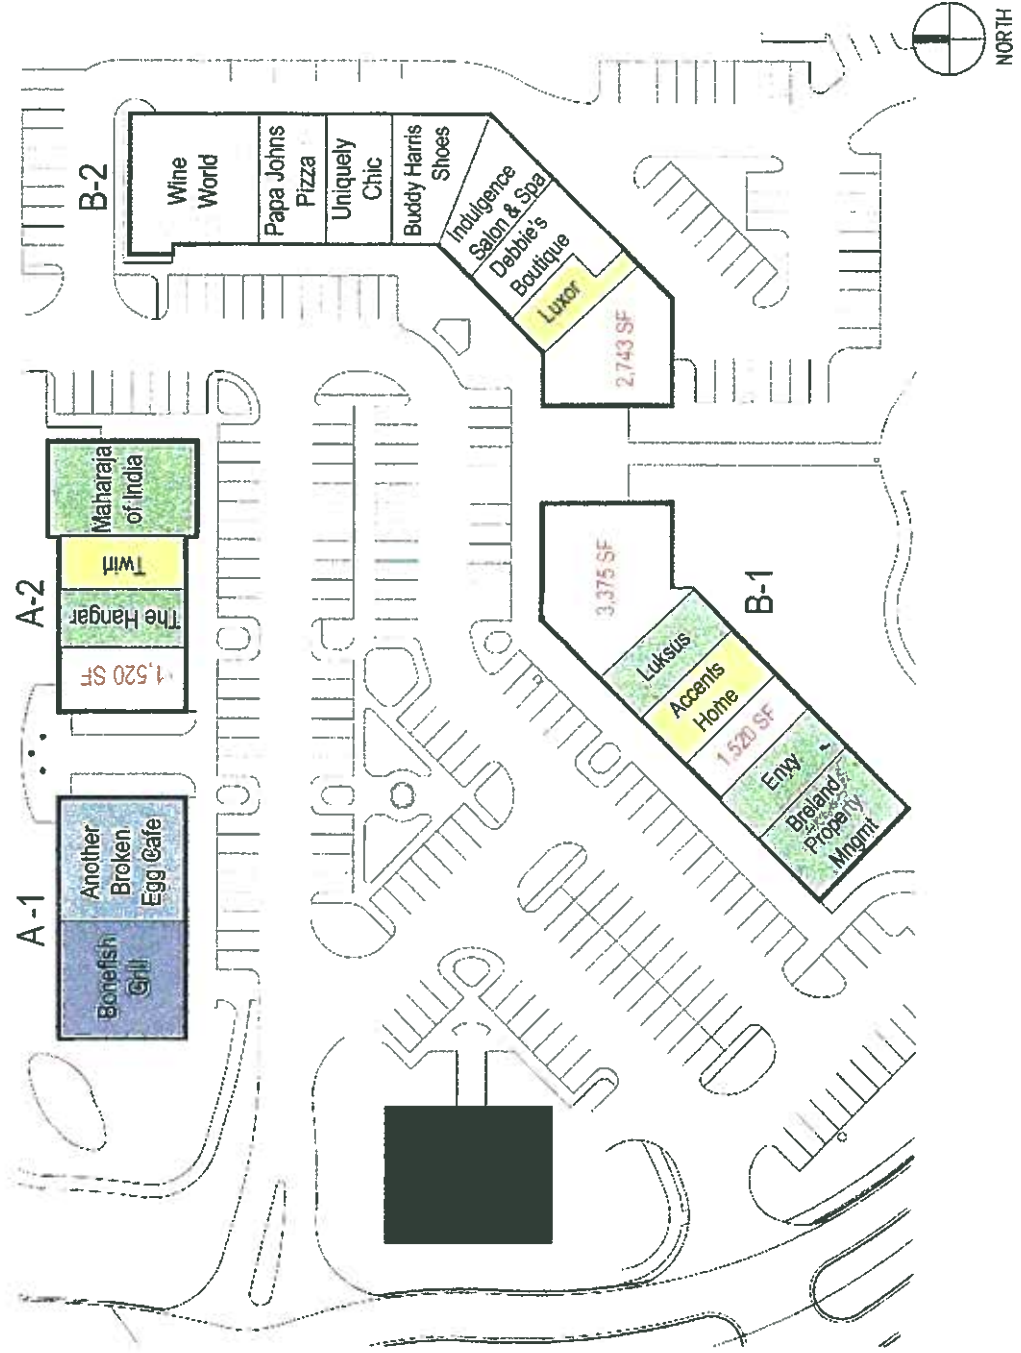 A-1
Bonefish
Grill
Another
Broken
Egg Cafe
A-2
1,520 SF
The Hangar
Twirl
Maharaja
of India
B-2
Wine
World
Papa Johns
Pizza
Uniquely
Chic
Buddy Harris
Shoes
Indulgence
Salon & Spa
Debbie's
Boutique
Luxor
2,743 SF
3,375 SF
B-1
Luksus
Accents
Home
1,520 SF
Envy
Breland
Property
Mngmt
NORTH